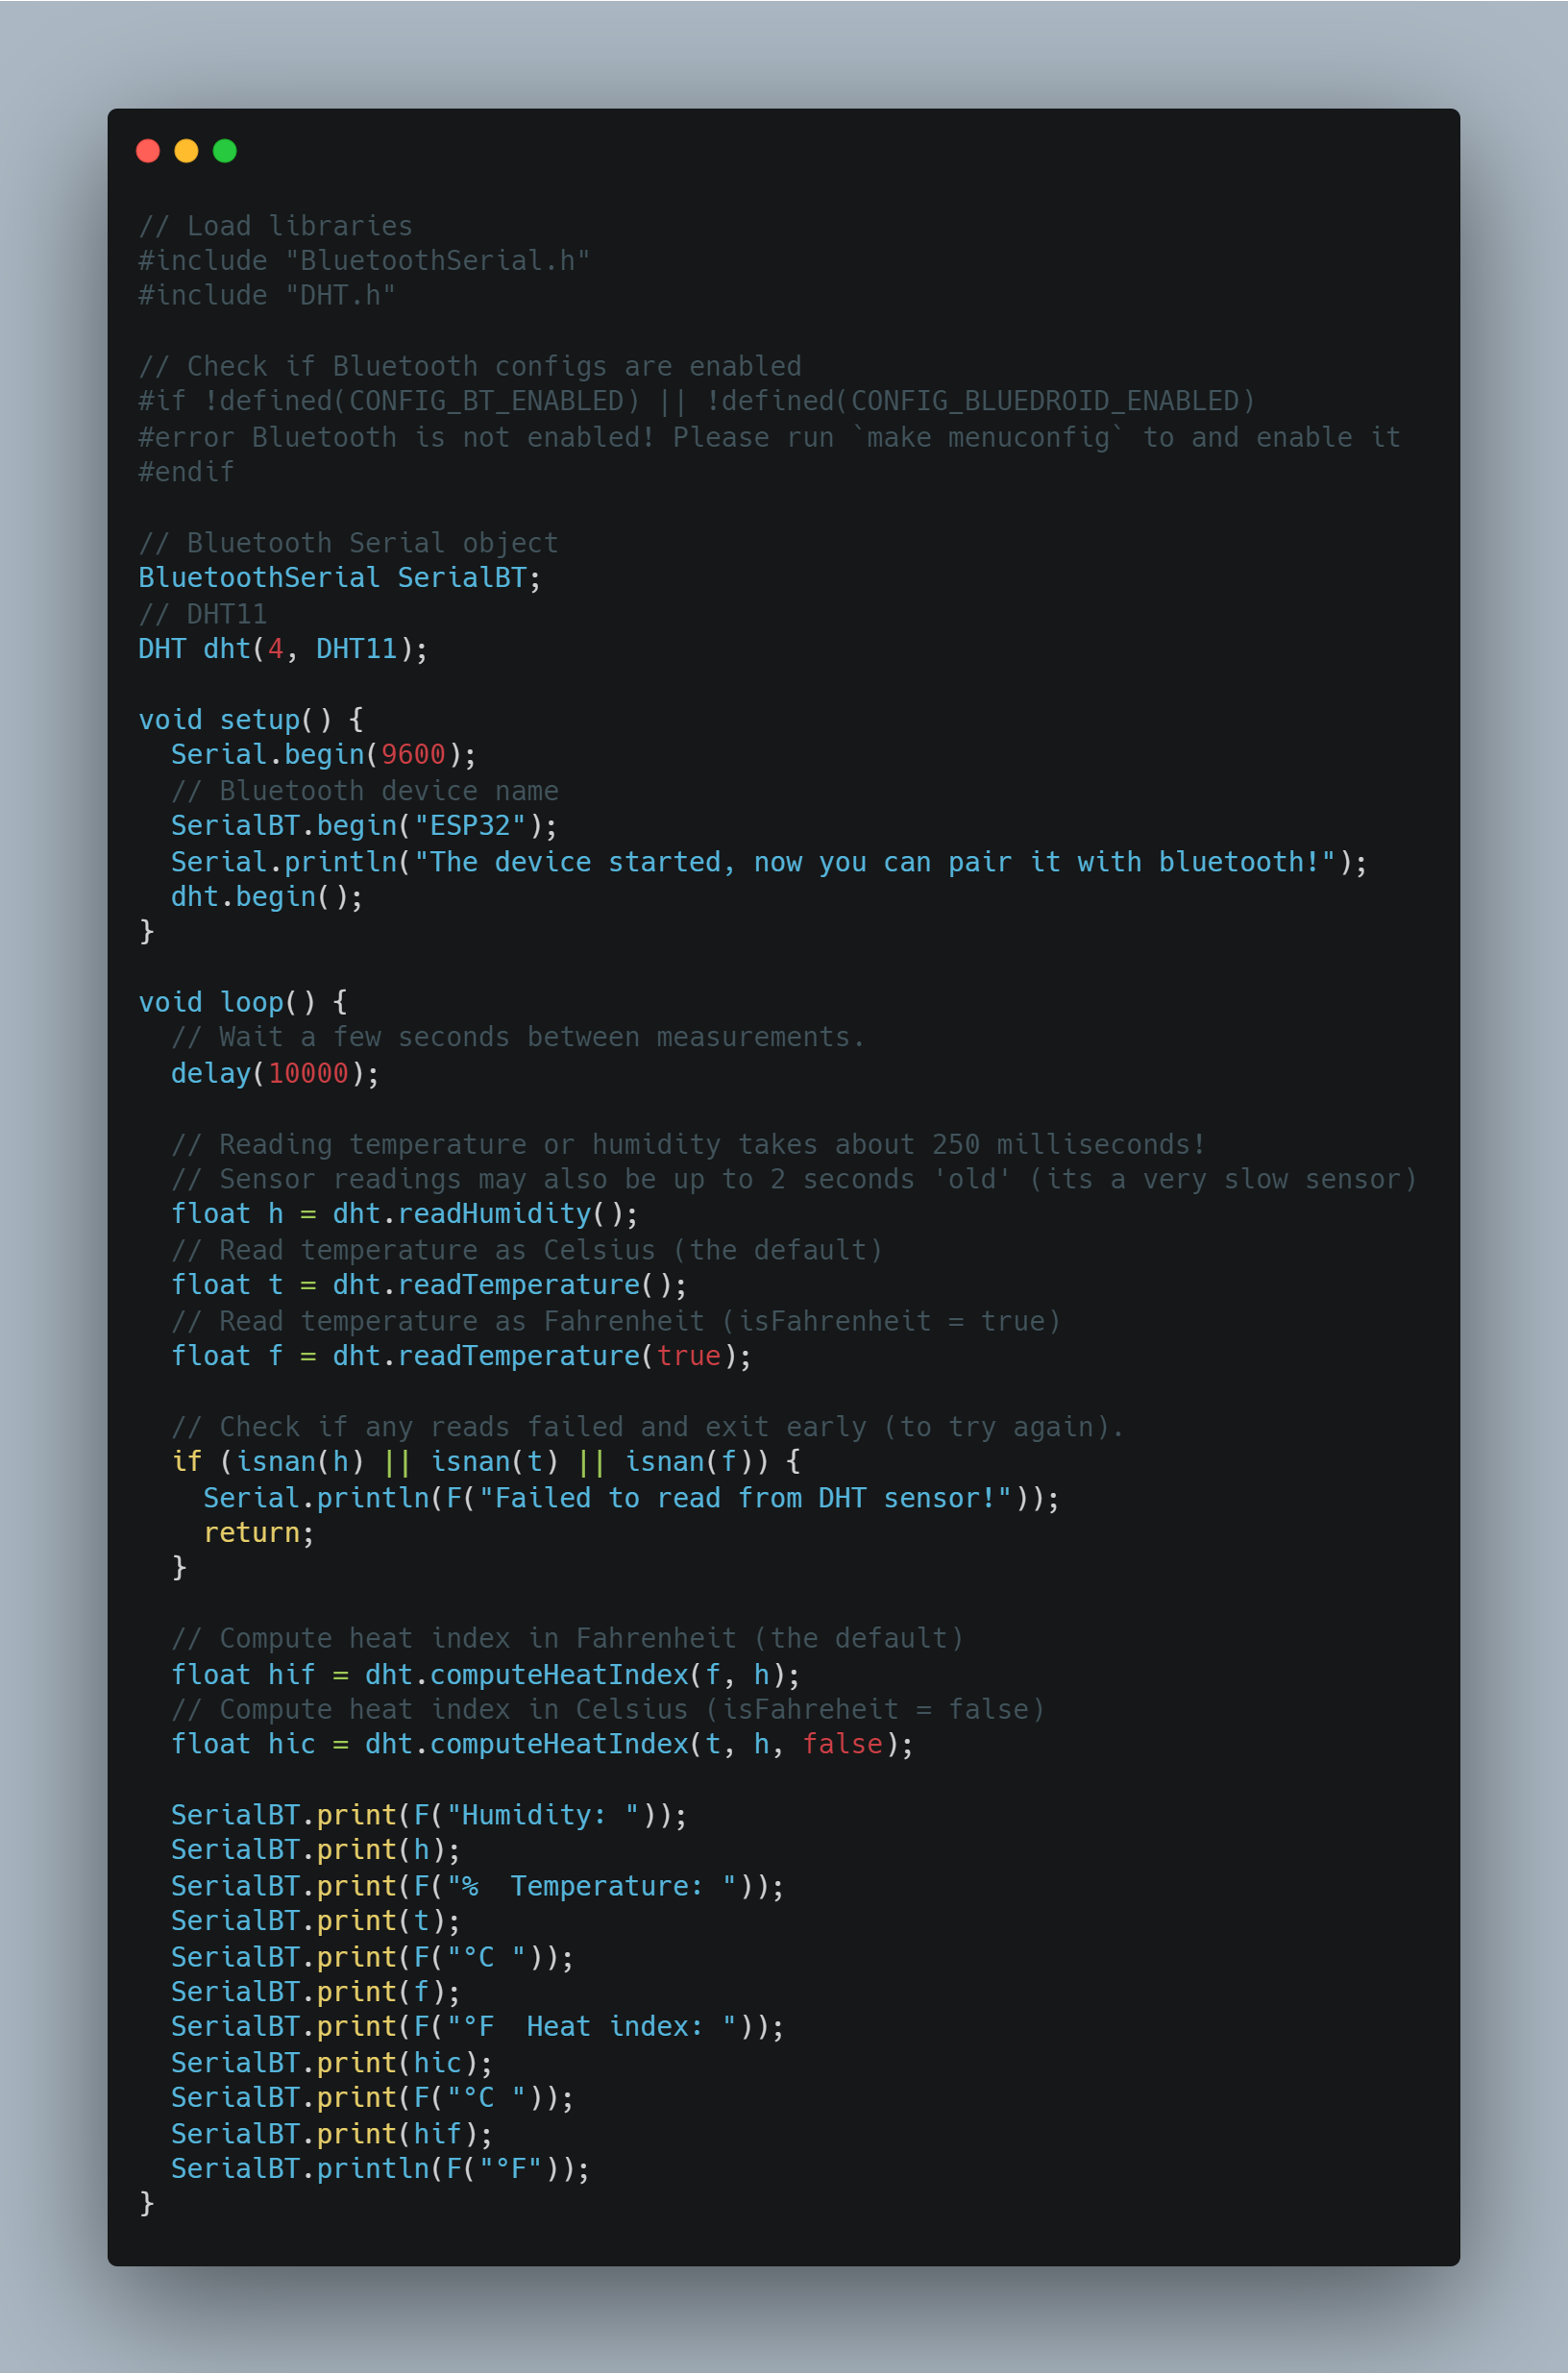 // Load libraries
#include "BluetoothSerial.h"
#include "DHT.h"

// Check if Bluetooth configs are enabled
#if !defined(CONFIG_BT_ENABLED) || !defined(CONFIG_BLUEDROID_ENABLED)
#error Bluetooth is not enabled! Please run `make menuconfig` to and enable it
#endif

// Bluetooth Serial object
BluetoothSerial SerialBT;
// DHT11
DHT dht(4, DHT11);

void setup() {
  Serial.begin(9600);
  // Bluetooth device name
  SerialBT.begin("ESP32");
  Serial.println("The device started, now you can pair it with bluetooth!");
  dht.begin();
}

void loop() {
  // Wait a few seconds between measurements.
  delay(10000);

  // Reading temperature or humidity takes about 250 milliseconds!
  // Sensor readings may also be up to 2 seconds 'old' (its a very slow sensor)
  float h = dht.readHumidity();
  // Read temperature as Celsius (the default)
  float t = dht.readTemperature();
  // Read temperature as Fahrenheit (isFahrenheit = true)
  float f = dht.readTemperature(true);

  // Check if any reads failed and exit early (to try again).
  if (isnan(h) || isnan(t) || isnan(f)) {
    Serial.println(F("Failed to read from DHT sensor!"));
    return;
  }

  // Compute heat index in Fahrenheit (the default)
  float hif = dht.computeHeatIndex(f, h);
  // Compute heat index in Celsius (isFahreheit = false)
  float hic = dht.computeHeatIndex(t, h, false);

  SerialBT.print(F("Humidity: "));
  SerialBT.print(h);
  SerialBT.print(F("%  Temperature: "));
  SerialBT.print(t);
  SerialBT.print(F("°C "));
  SerialBT.print(f);
  SerialBT.print(F("°F  Heat index: "));
  SerialBT.print(hic);
  SerialBT.print(F("°C "));
  SerialBT.print(hif);
  SerialBT.println(F("°F"));
}